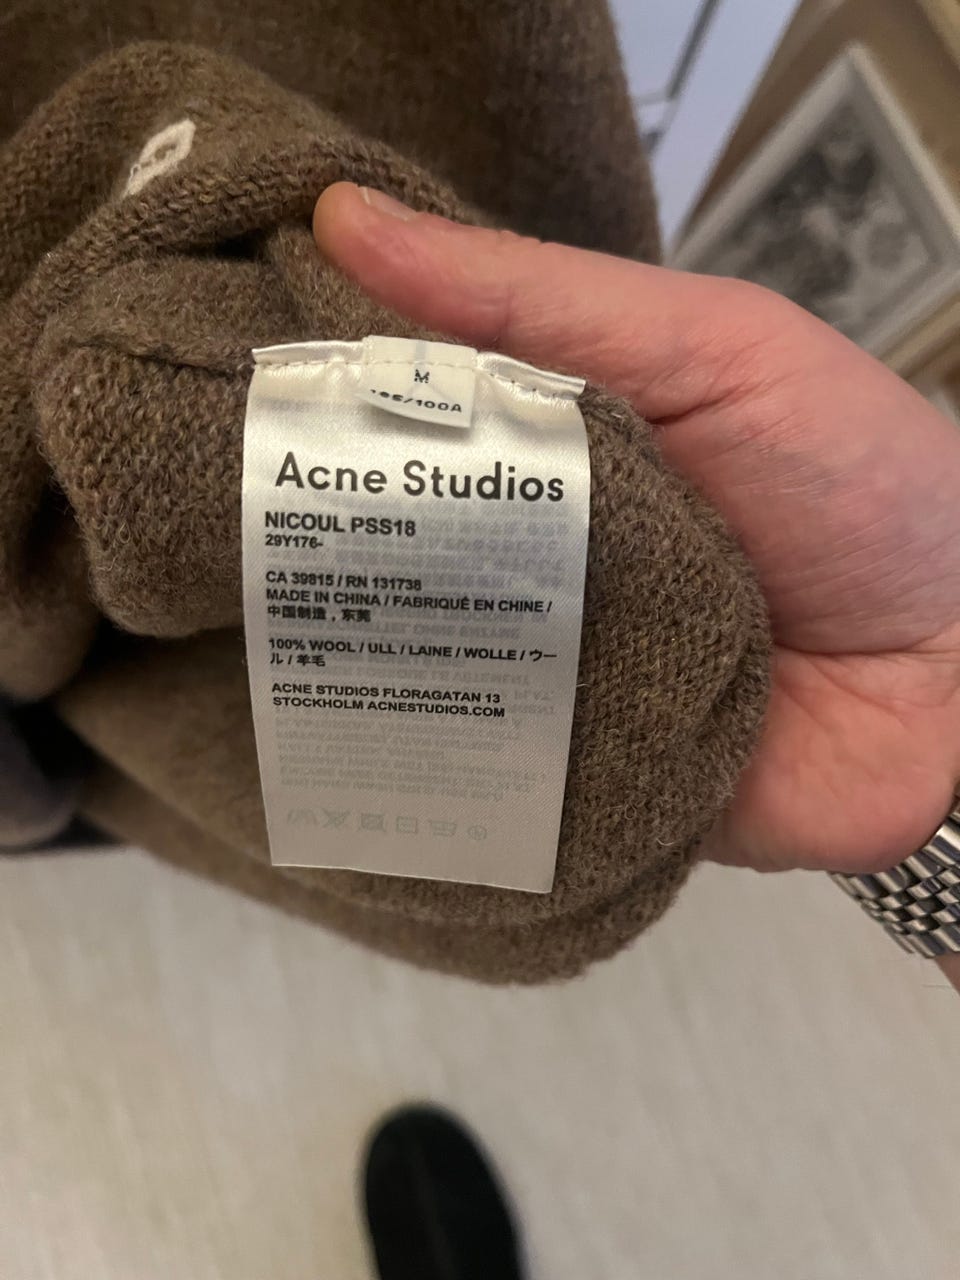 M
Acne Studios
NICOUL PSS18
29Y176-
CA 39815 / RN 131738
MADE IN CHINA / FABRIQUÉ EN CHINE /
中国制造，东莞
100% WOOL / ULL / LAINE / WOLLE / ウー
ル / 羊毛
ACNE STUDIOS FLORAGATAN 13
STOCKHOLM ACNESTUDIOS.COM